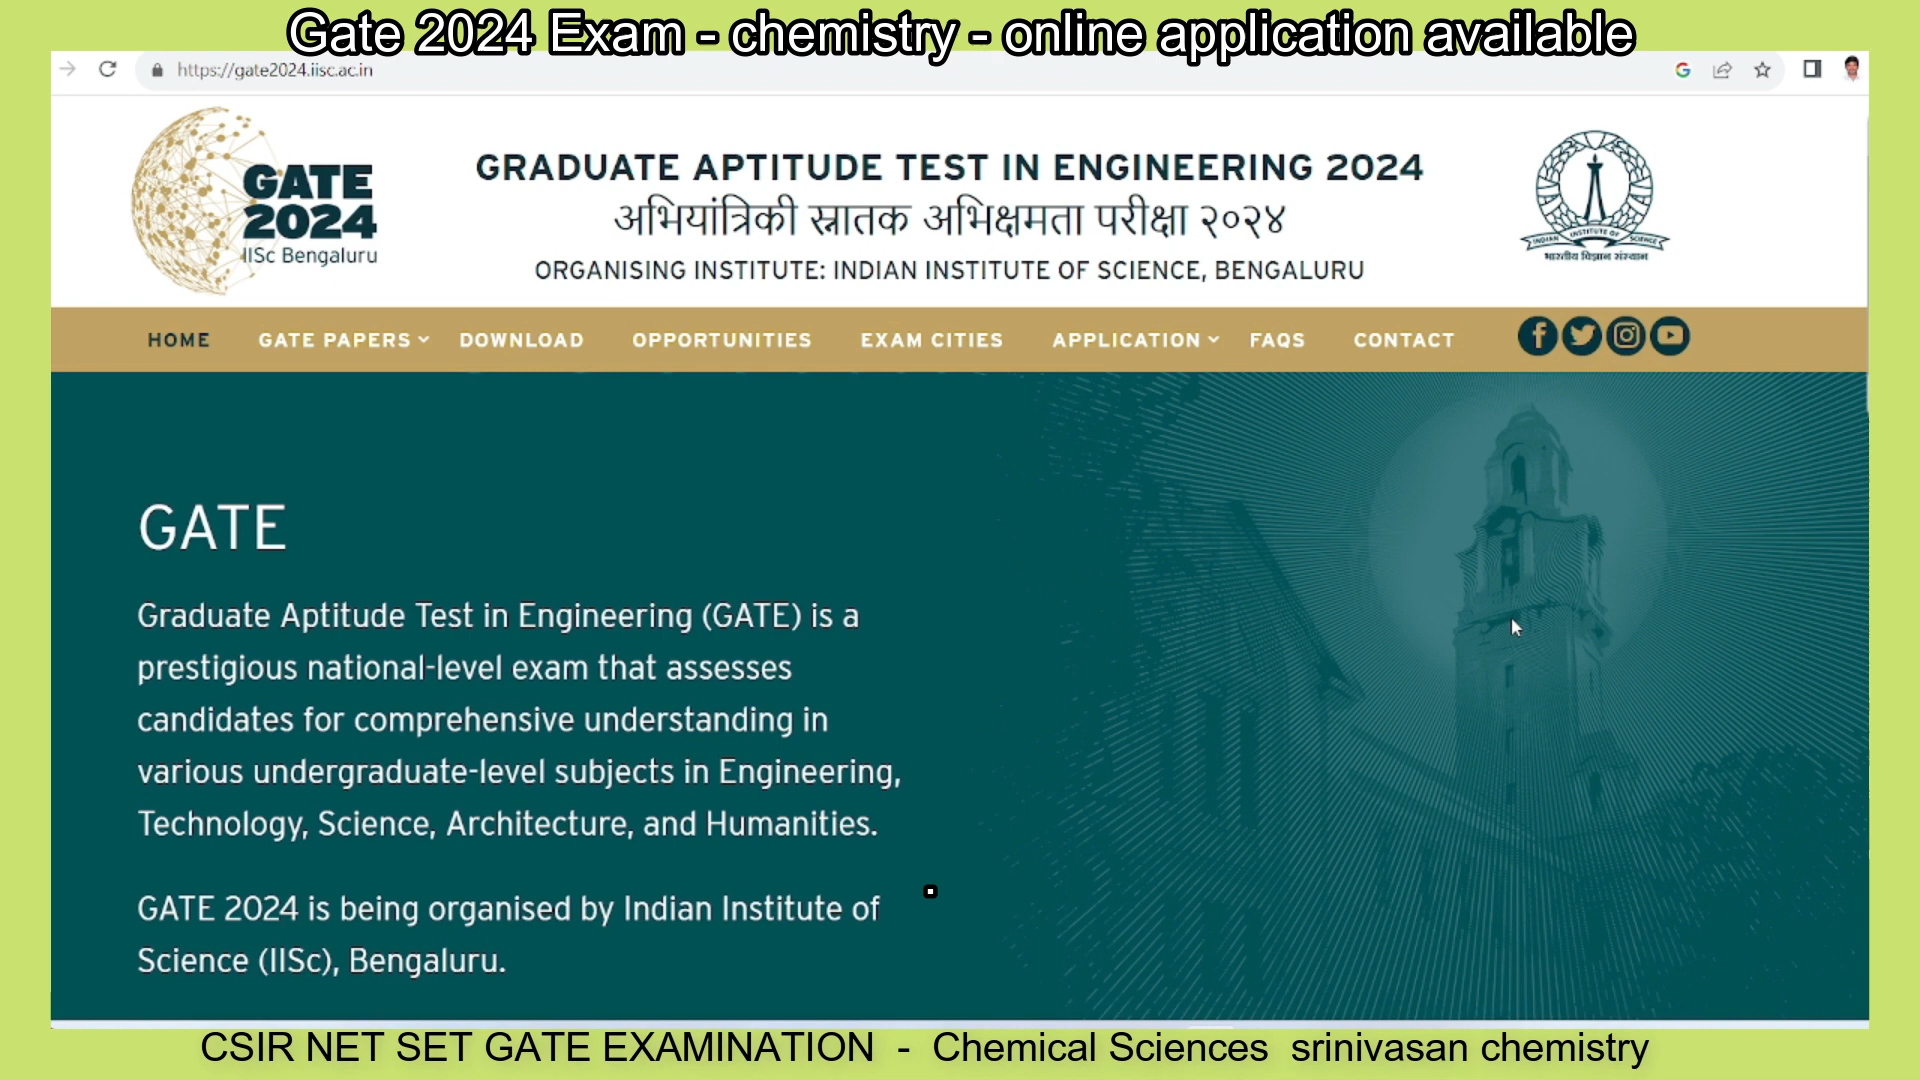 Gate 2024 Exam - chemistry - online application available
https://gate2024.iisc.ac.in
GATE
2024
IISc Bengaluru
GRADUATE APTITUDE TEST IN ENGINEERING 2024
अभियांत्रिकी स्नातक अभिक्षमता परीक्षा २०२४
ORGANISING INSTITUTE: INDIAN INSTITUTE OF SCIENCE, BENGALURU
INDIAN INSTITUTE OF SCIENCE
भारतीय विज्ञान संस्थान
HOME GATE PAPERS DOWNLOAD OPPORTUNITIES EXAM CITIES APPLICATION FAQS CONTACT
GATE
Graduate Aptitude Test in Engineering (GATE) is a
prestigious national-level exam that assesses
candidates for comprehensive understanding in
various undergraduate-level subjects in Engineering,
Technology, Science, Architecture, and Humanities.
GATE 2024 is being organised by Indian Institute of
Science (IISc), Bengaluru.
CSIR NET SET GATE EXAMINATION - Chemical Sciences srinivasan chemistry